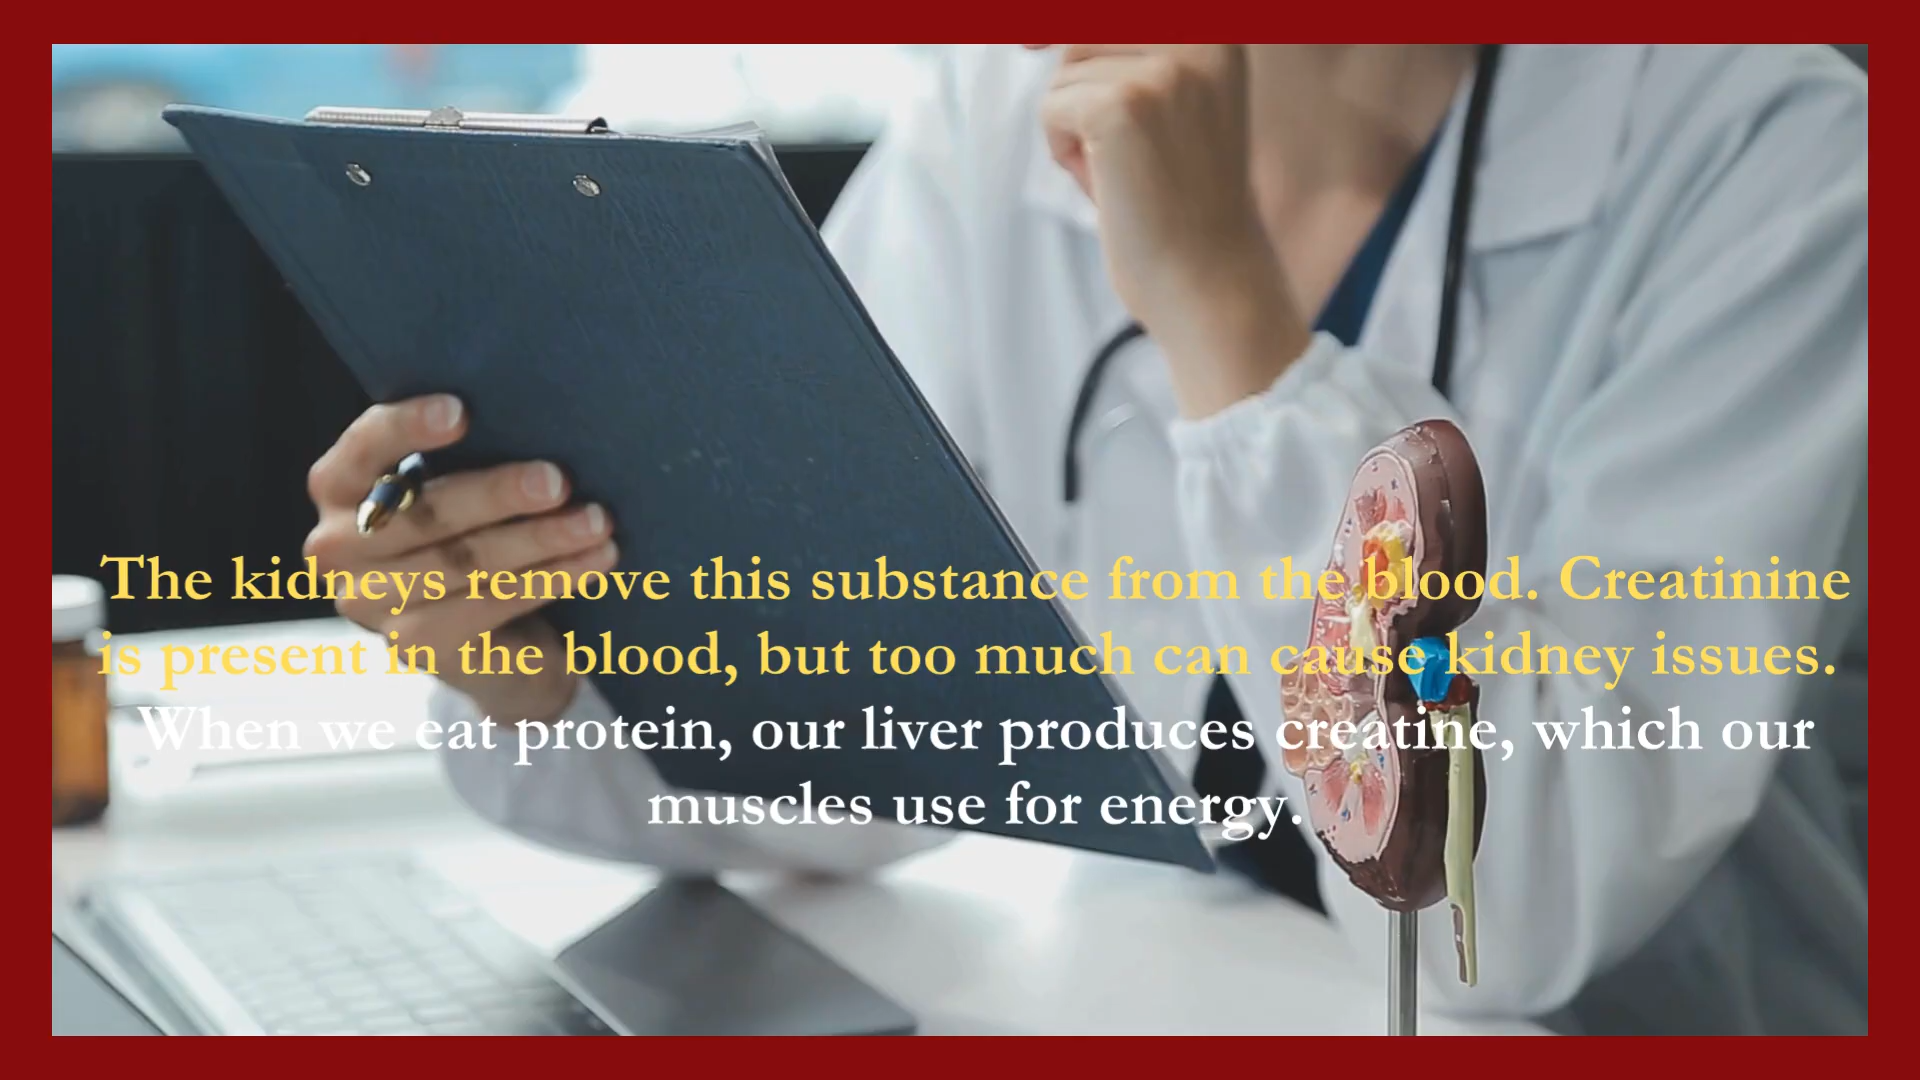 The kidneys remove this substance from the blood. Creatinine
is present in the blood, but too much can cause kidney issues.
When we eat protein, our liver produces creatine, which our
muscles use for energy.